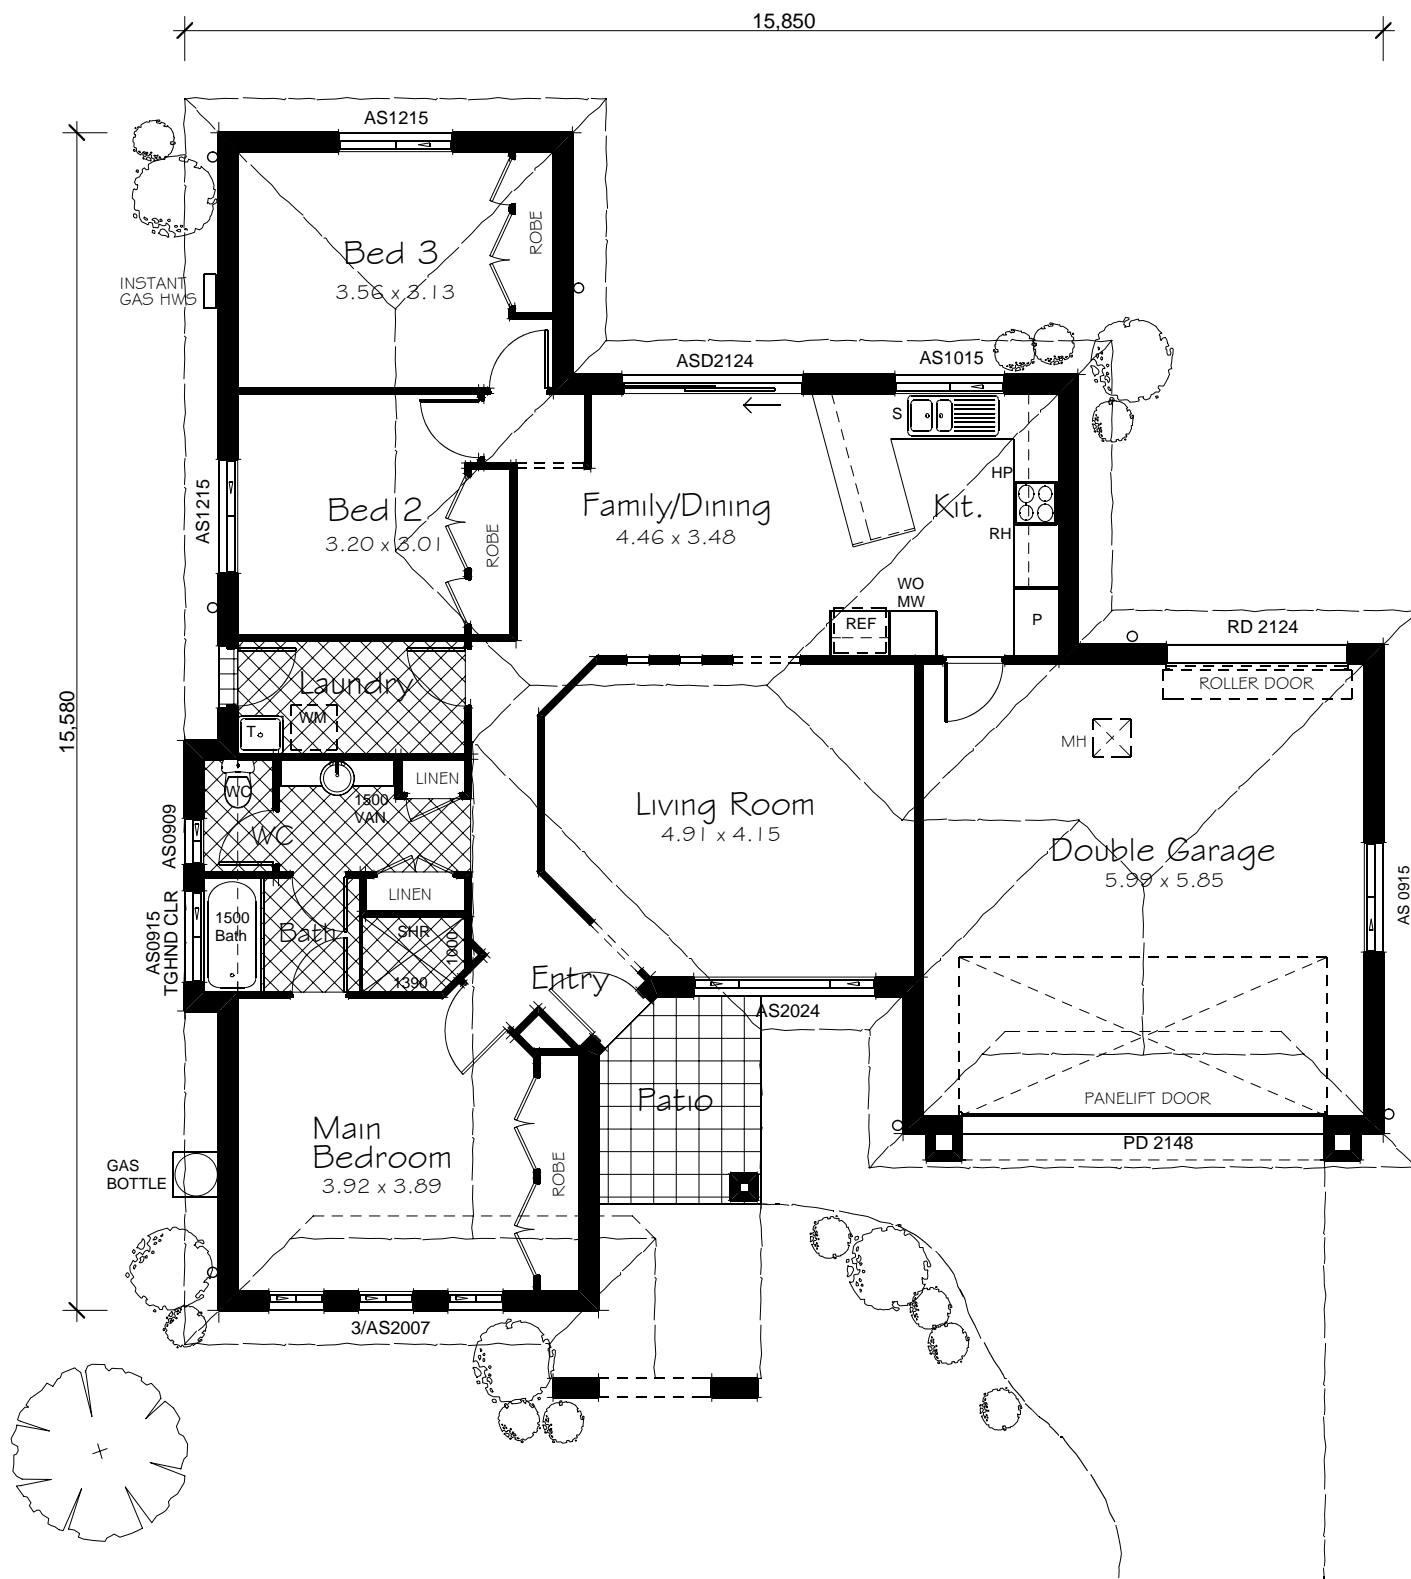 15,850
AS1215
Bed 3
3.56 x 3.13
ROBE
INSTANT
GAS HWS
ASD2124
AS1015
S
HP
RH
Kit.
Family/Dining
4.46 x 3.48
AS1215
Bed 2
3.20 x 3.01
ROBE
WO
MW
REF
P
RD 2124
ROLLER DOOR
MH
15,580
Laundry
WM
T
LINEN
WC
1500
VAN
WC
AS0909
Living Room
4.91 x 4.15
Double Garage
5.99 x 5.85
AS 0915
LINEN
AS0915
TGHND CLR
1500
Bath
Bath
SHR
1000
1390
Entry
AS2024
Patio
PANELIFT DOOR
PD 2148
Main
Bedroom
3.92 x 3.89
ROBE
GAS
BOTTLE
3/AS2007